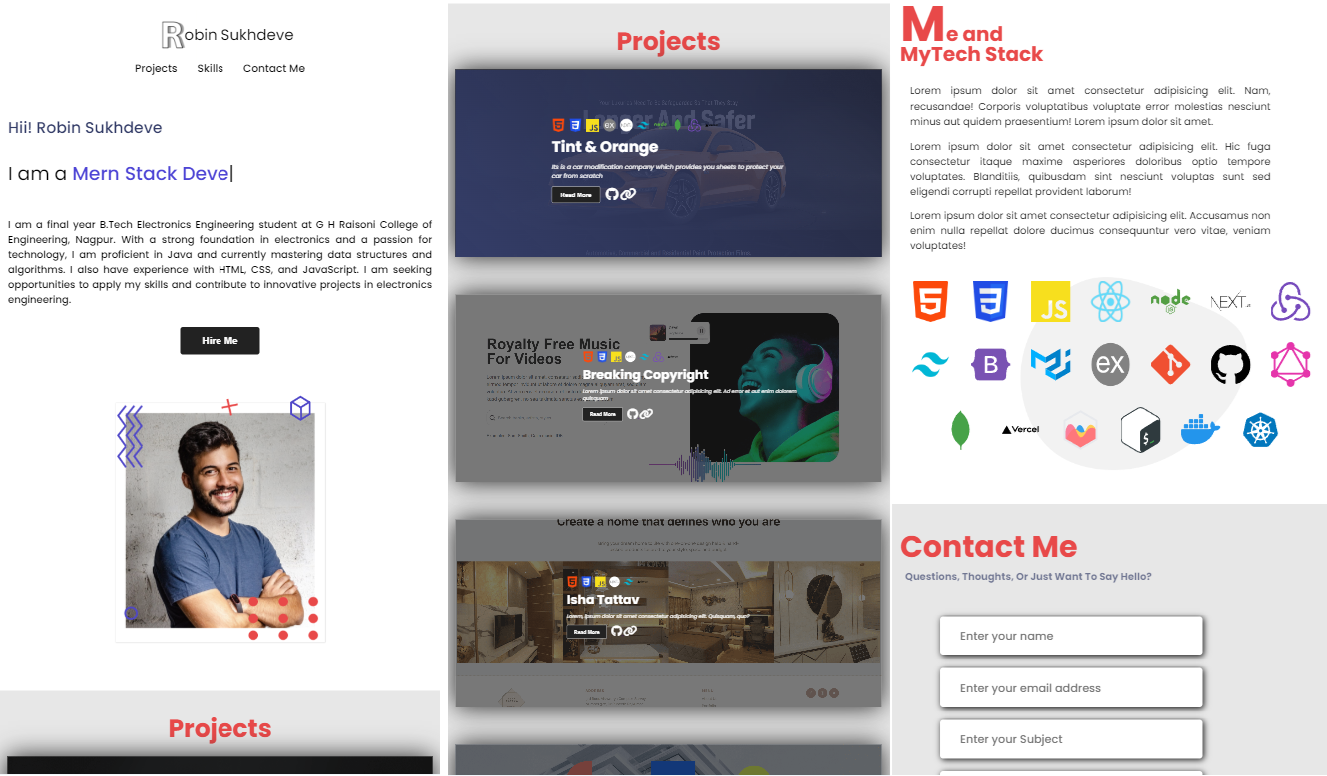 Robin Sukhdeve
Projects Skills Contact Me
Hii! Robin Sukhdeve
I am a Mern Stack Deve|
I am a final year B.Tech Electronics Engineering student at G H Raisoni College of
Engineering, Nagpur. With a strong foundation in electronics and a passion for
technology, I am proficient in Java and currently mastering data structures and
algorithms. I also have experience with HTML, CSS, and JavaScript. I am seeking
opportunities to apply my skills and contribute to innovative projects in electronics
engineering.
Hire Me
Projects
Projects
Longer And Safer
JS ex node
Tint & Orange
Its is a car modification company which provides you sheets to protect your
car from scratch
Read More
Royalty Free Music
For Videos
JS
Breaking Copyright
Lorem ipsum dolor sit amet consectetur adipisicing elit. Ad error et aut enim dolorem
quisquam
Read More
Create a home that defines who you are
JS
Isha Tattav
Lorem, ipsum dolor sit amet consectetur adipisicing elit. Quisquam, quo?
Read More
Me and
MyTech Stack
Lorem ipsum dolor sit amet consectetur adipisicing elit. Nam,
recusandae! Corporis voluptatibus voluptate error molestias nesciunt
minus aut quidem praesentium! Lorem ipsum dolor sit amet.
Lorem ipsum dolor sit amet consectetur adipisicing elit. Hic fuga
consectetur itaque maxime asperiores doloribus optio tempore
voluptates. Blanditiis, quibusdam sint nesciunt voluptas sunt sed
eligendi corrupti repellat provident laborum!
Lorem ipsum dolor sit amet consectetur adipisicing elit. Accusamus non
enim nulla repellat dolore ducimus consequuntur vero vitae, veniam
voluptates!
5 3 JS node NEXT.js
B ex
Vercel $_
Contact Me
Questions, Thoughts, Or Just Want To Say Hello?
Enter your name
Enter your email address
Enter your Subject